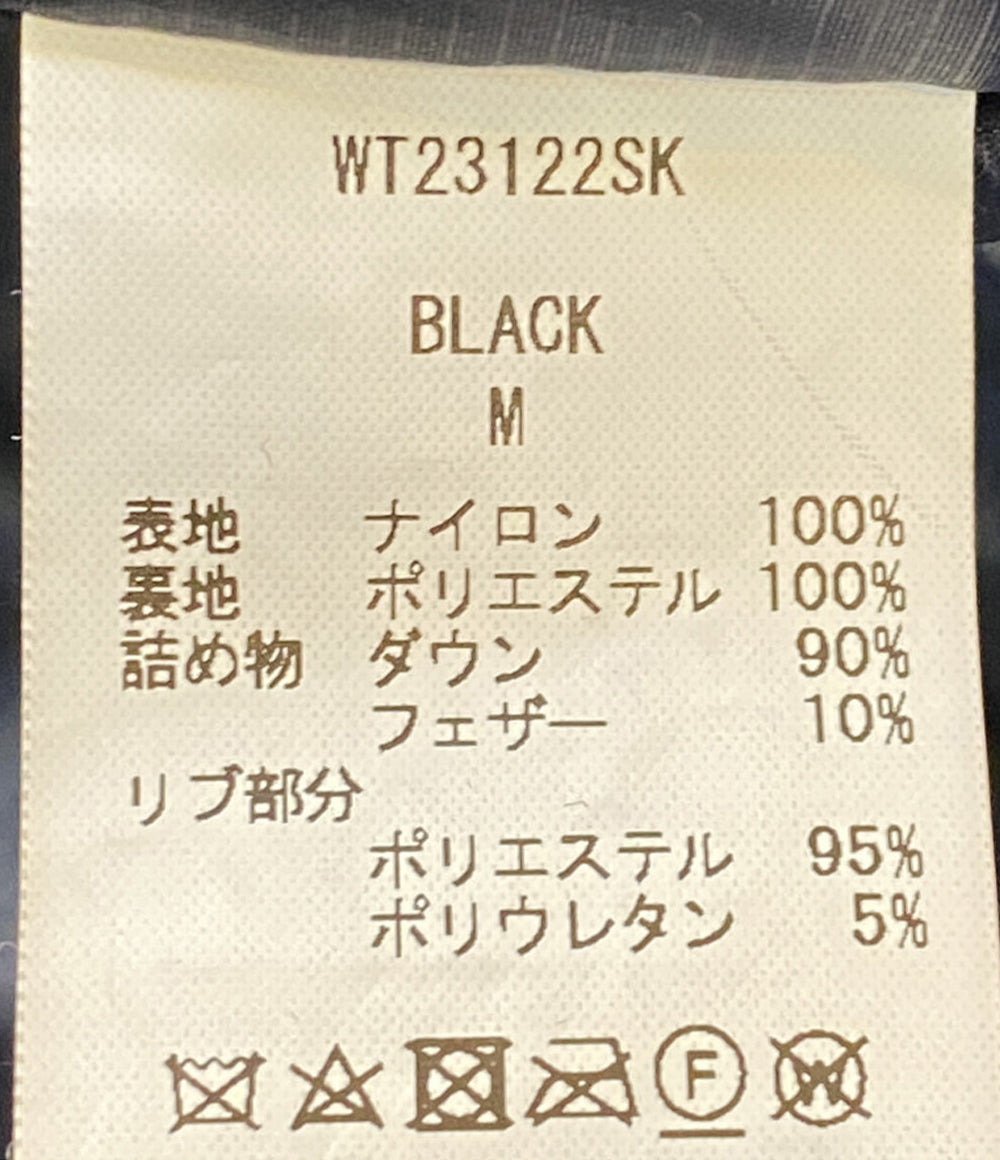 WT23122SK
BLACK
M
表地 ナイロン 100%
裏地 ポリエステル 100%
詰め物 ダウン 90%
フェザー 10%
リブ部分
ポリエステル 95%
ポリウレタン 5%
F W